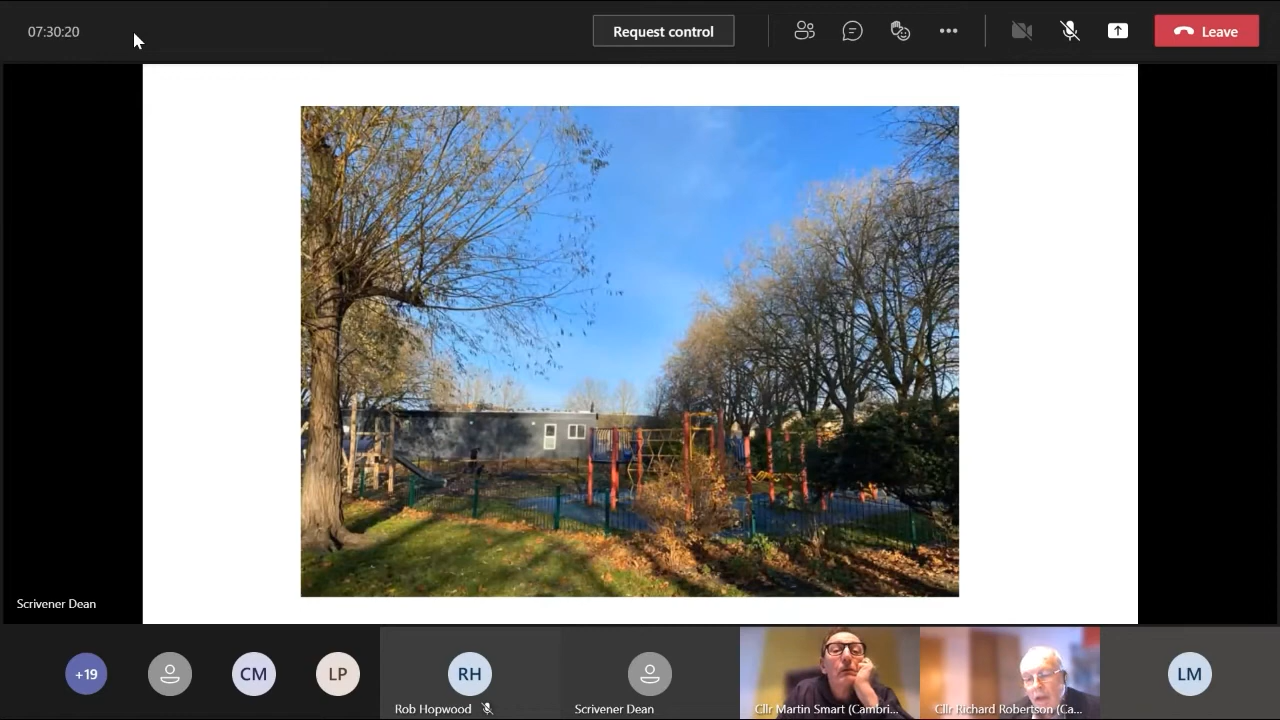 07:30:20
Request control
Leave
Scrivener Dean
+19
CM
LP
RH
LM
Rob Hopwood
Scrivener Dean
Cllr Martin Smart (Cambri...
Cllr Richard Robertson (Ca...